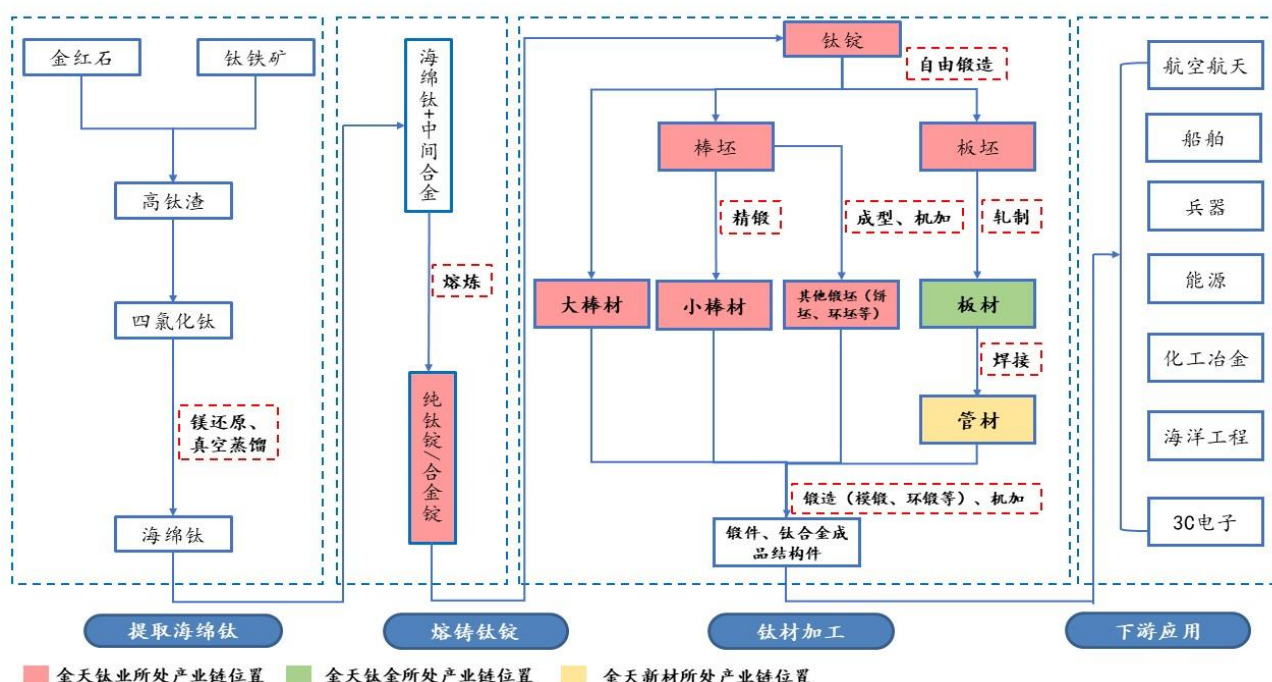 金红石
钛铁矿
高钛渣
四氯化钛
镁还原、
真空蒸馏
海绵钛
提取海绵钛
海绵钛+中间合金
熔炼
纯钛锭/合金锭
熔铸钛锭
钛锭
自由锻造
棒坯
板坯
精锻
成型、机加
轧制
大棒材
小棒材
其他锻坯（饼
坯、环坯等）
板材
焊接
管材
锻造（模锻、环锻等）、机加
锻件、钛合金成
品结构件
钛材加工
航空航天
船舶
兵器
能源
化工冶金
海洋工程
3C电子
下游应用
金天钛业所处产业链位置
金天钛金所处产业链位置
金天新材所处产业链位置